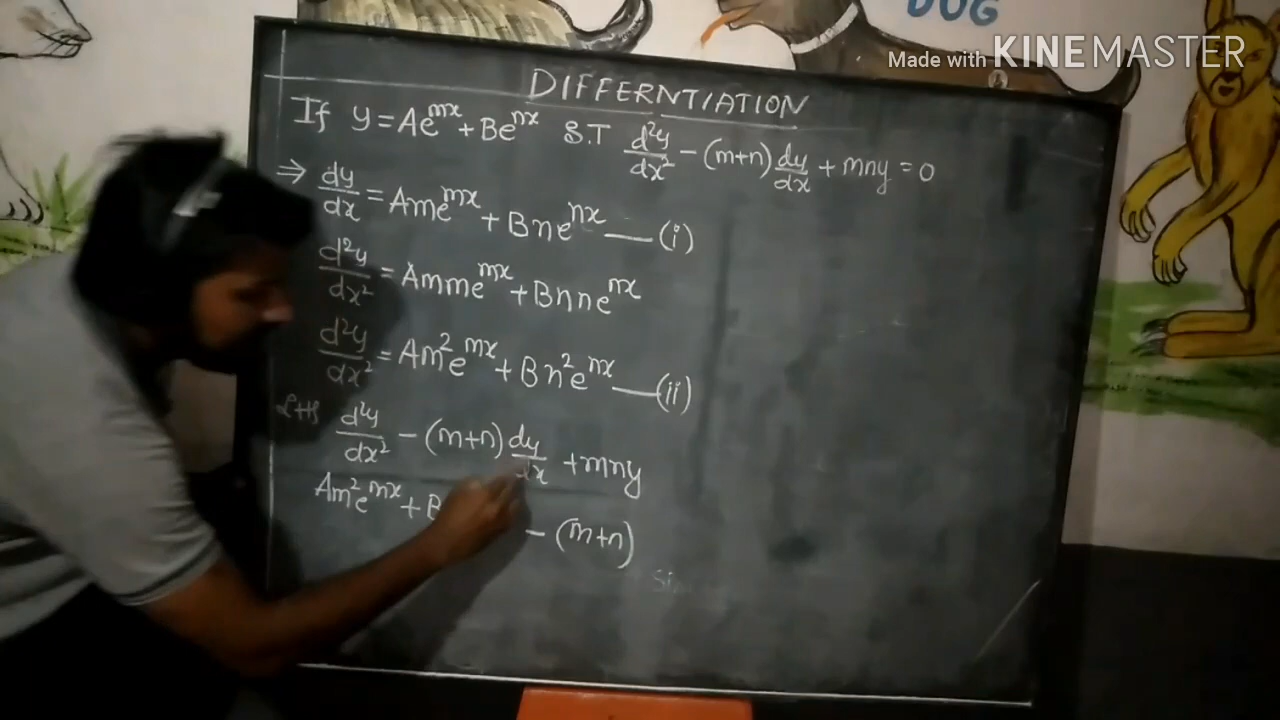 DOG
Made with KINEMASTER
DIFFERNTIATION
If y = Ae^mx + Be^nx S.T d²y/dx² - (m+n) dy/dx + mny = 0
⇒ dy/dx = Ame^mx + Bne^nx — (i)
d²y/dx² = Amme^mx + Bnne^nx
d²y/dx² = Am²e^mx + Bn²e^nx — (ii)
LHS d²y/dx² - (m+n) dy/dx + mny
Am²e^mx + B - (m+n)